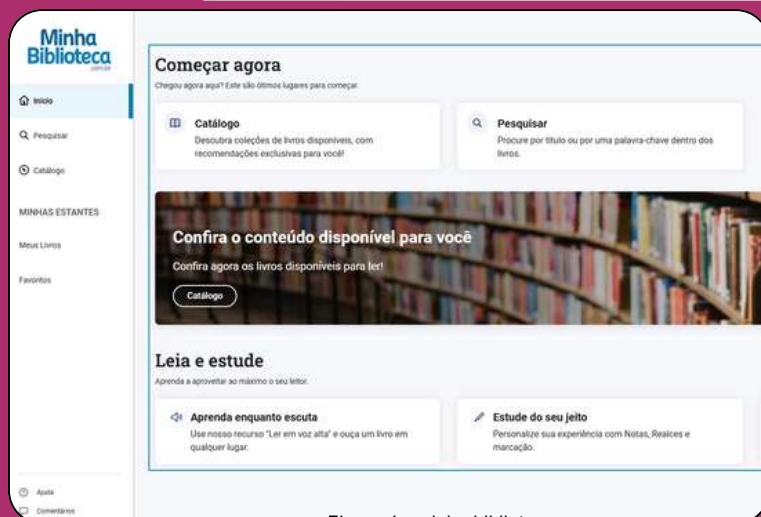 Minha
Biblioteca
.com.br
Início
Pesquisar
Catálogo
MINHAS ESTANTES
Meus Livros
Favoritos
Ajuda
Comentários
Começar agora
Chegou agora aqui? Este são ótimos lugares para começar.
Catálogo
Descubra coleções de livros disponíveis, com
recomendações exclusivas para você!
Pesquisar
Procure por título ou por uma palavra-chave dentro dos
livros.
Confira o conteúdo disponível para você
Confira agora os livros disponíveis para ler!
Catálogo
Leia e estude
Aprenda a aproveitar ao máximo o seu leitor.
Aprenda enquanto escuta
Use nosso recurso "Ler em voz alta" e ouça um livro em
qualquer lugar.
Estude do seu jeito
Personalize sua experiência com Notas, Realces e
marcação.